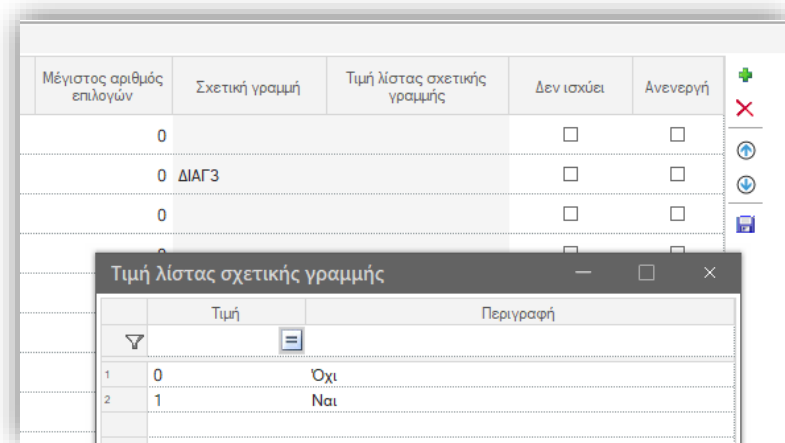 Μέγιστος αριθμός επιλογών Σχετική γραμμή Τιμή λίστας σχετικής γραμμής Δεν ισχύει Ανενεργή
0
0 ΔΙΑΓ3
0
Τιμή λίστας σχετικής γραμμής
Τιμή Περιγραφή
=
1 0 Όχι
2 1 Ναι